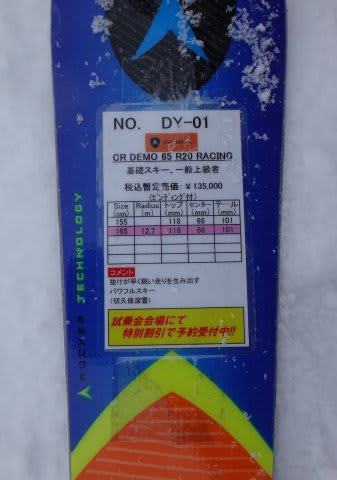 NO. DY-01
DYNASTAR
CR DEMO 65 R20 RACING
基礎スキー、一般上級者
税込暫定売価：￥135,000
(ビンディング付)
Size (cm) Radius (m) トップ (mm) センター (mm) テール (mm)
155 118 66 101
165 12.7 118 66 101
コメント
抜けが早く鋭い走りを生み出す
パワフルスキー
(切久保深雪)
試乗会会場にて
特別割引で予約受付中!!
ROCKER TECHNOLOGY